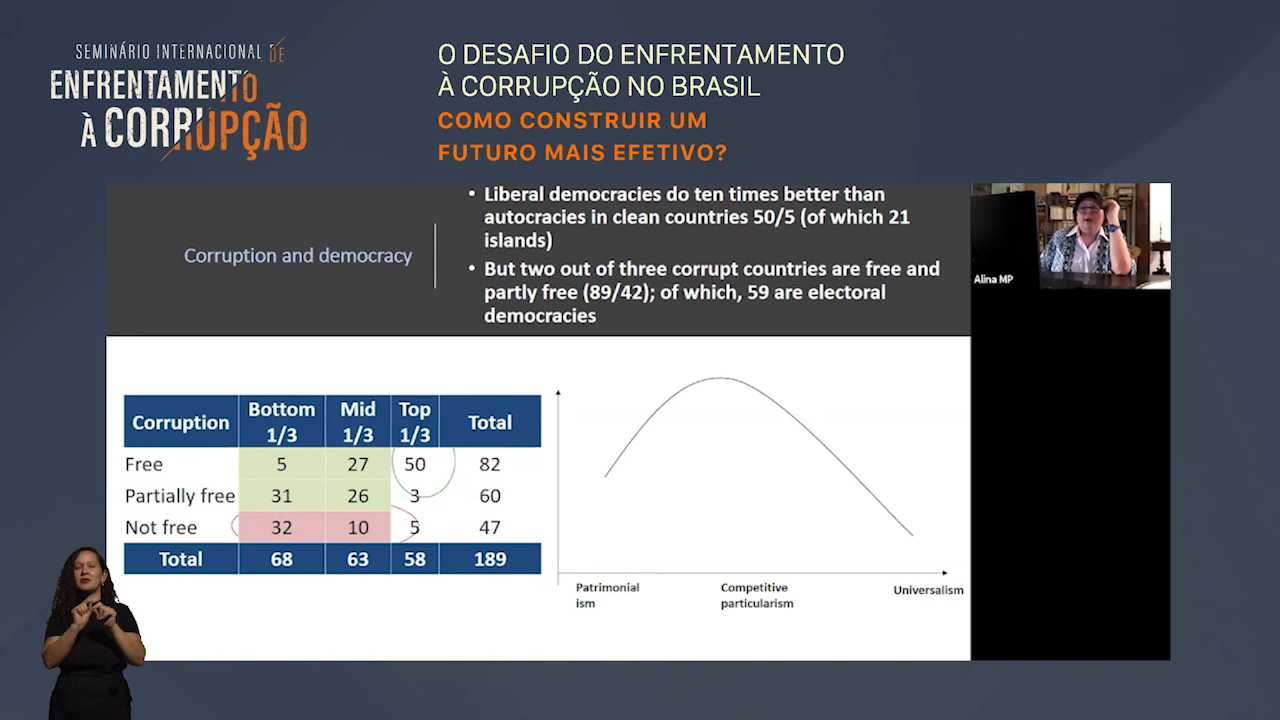 SEMINÁRIO INTERNACIONAL DE
ENFRENTAMENTO
À CORRUPÇÃO
O DESAFIO DO ENFRENTAMENTO
À CORRUPÇÃO NO BRASIL
COMO CONSTRUIR UM
FUTURO MAIS EFETIVO?
Corruption and democracy
• Liberal democracies do ten times better than
autocracies in clean countries 50/5 (of which 21
islands)
• But two out of three corrupt countries are free and
partly free (89/42); of which, 59 are electoral
democracies
Alina MP
Corruption Bottom 1/3 Mid 1/3 Top 1/3 Total
Free 5 27 50 82
Partially free 31 26 3 60
Not free 32 10 5 47
Total 68 63 58 189
Patrimonial
ism
Competitive
particularism
Universalism